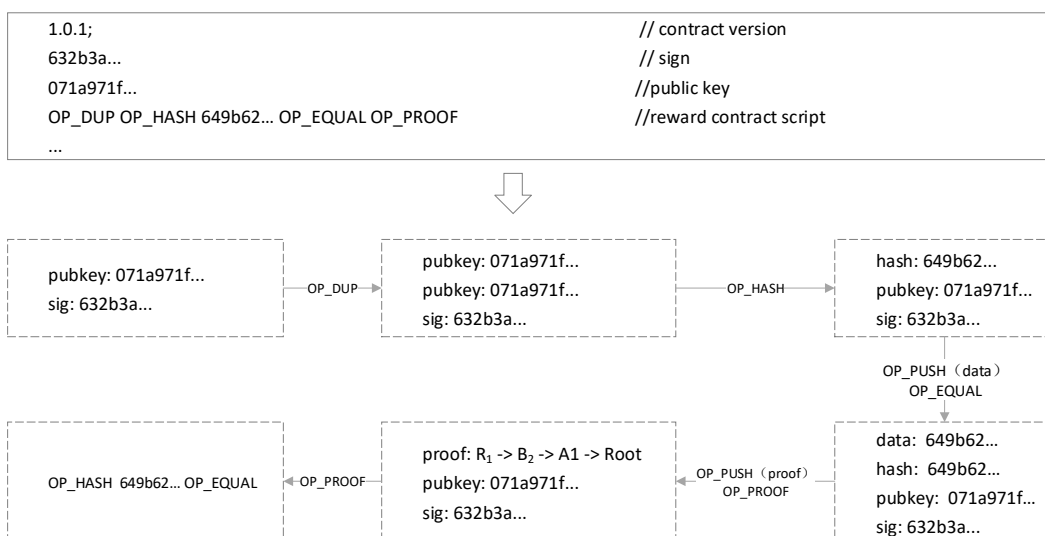 1.0.1; // contract version
632b3a... // sign
071a971f... //public key
OP_DUP OP_HASH 649b62... OP_EQUAL OP_PROOF //reward contract script
...
pubkey: 071a971f...
sig: 632b3a...
OP_DUP
pubkey: 071a971f...
pubkey: 071a971f...
sig: 632b3a...
OP_HASH
hash: 649b62...
pubkey: 071a971f...
sig: 632b3a...
OP_PUSH（data）
OP_EQUAL
data: 649b62...
hash: 649b62...
pubkey: 071a971f...
sig: 632b3a...
OP_PUSH（proof）
OP_PROOF
proof: R₁ -> B₂ -> A1 -> Root
pubkey: 071a971f...
sig: 632b3a...
OP_PROOF
OP_HASH 649b62... OP_EQUAL